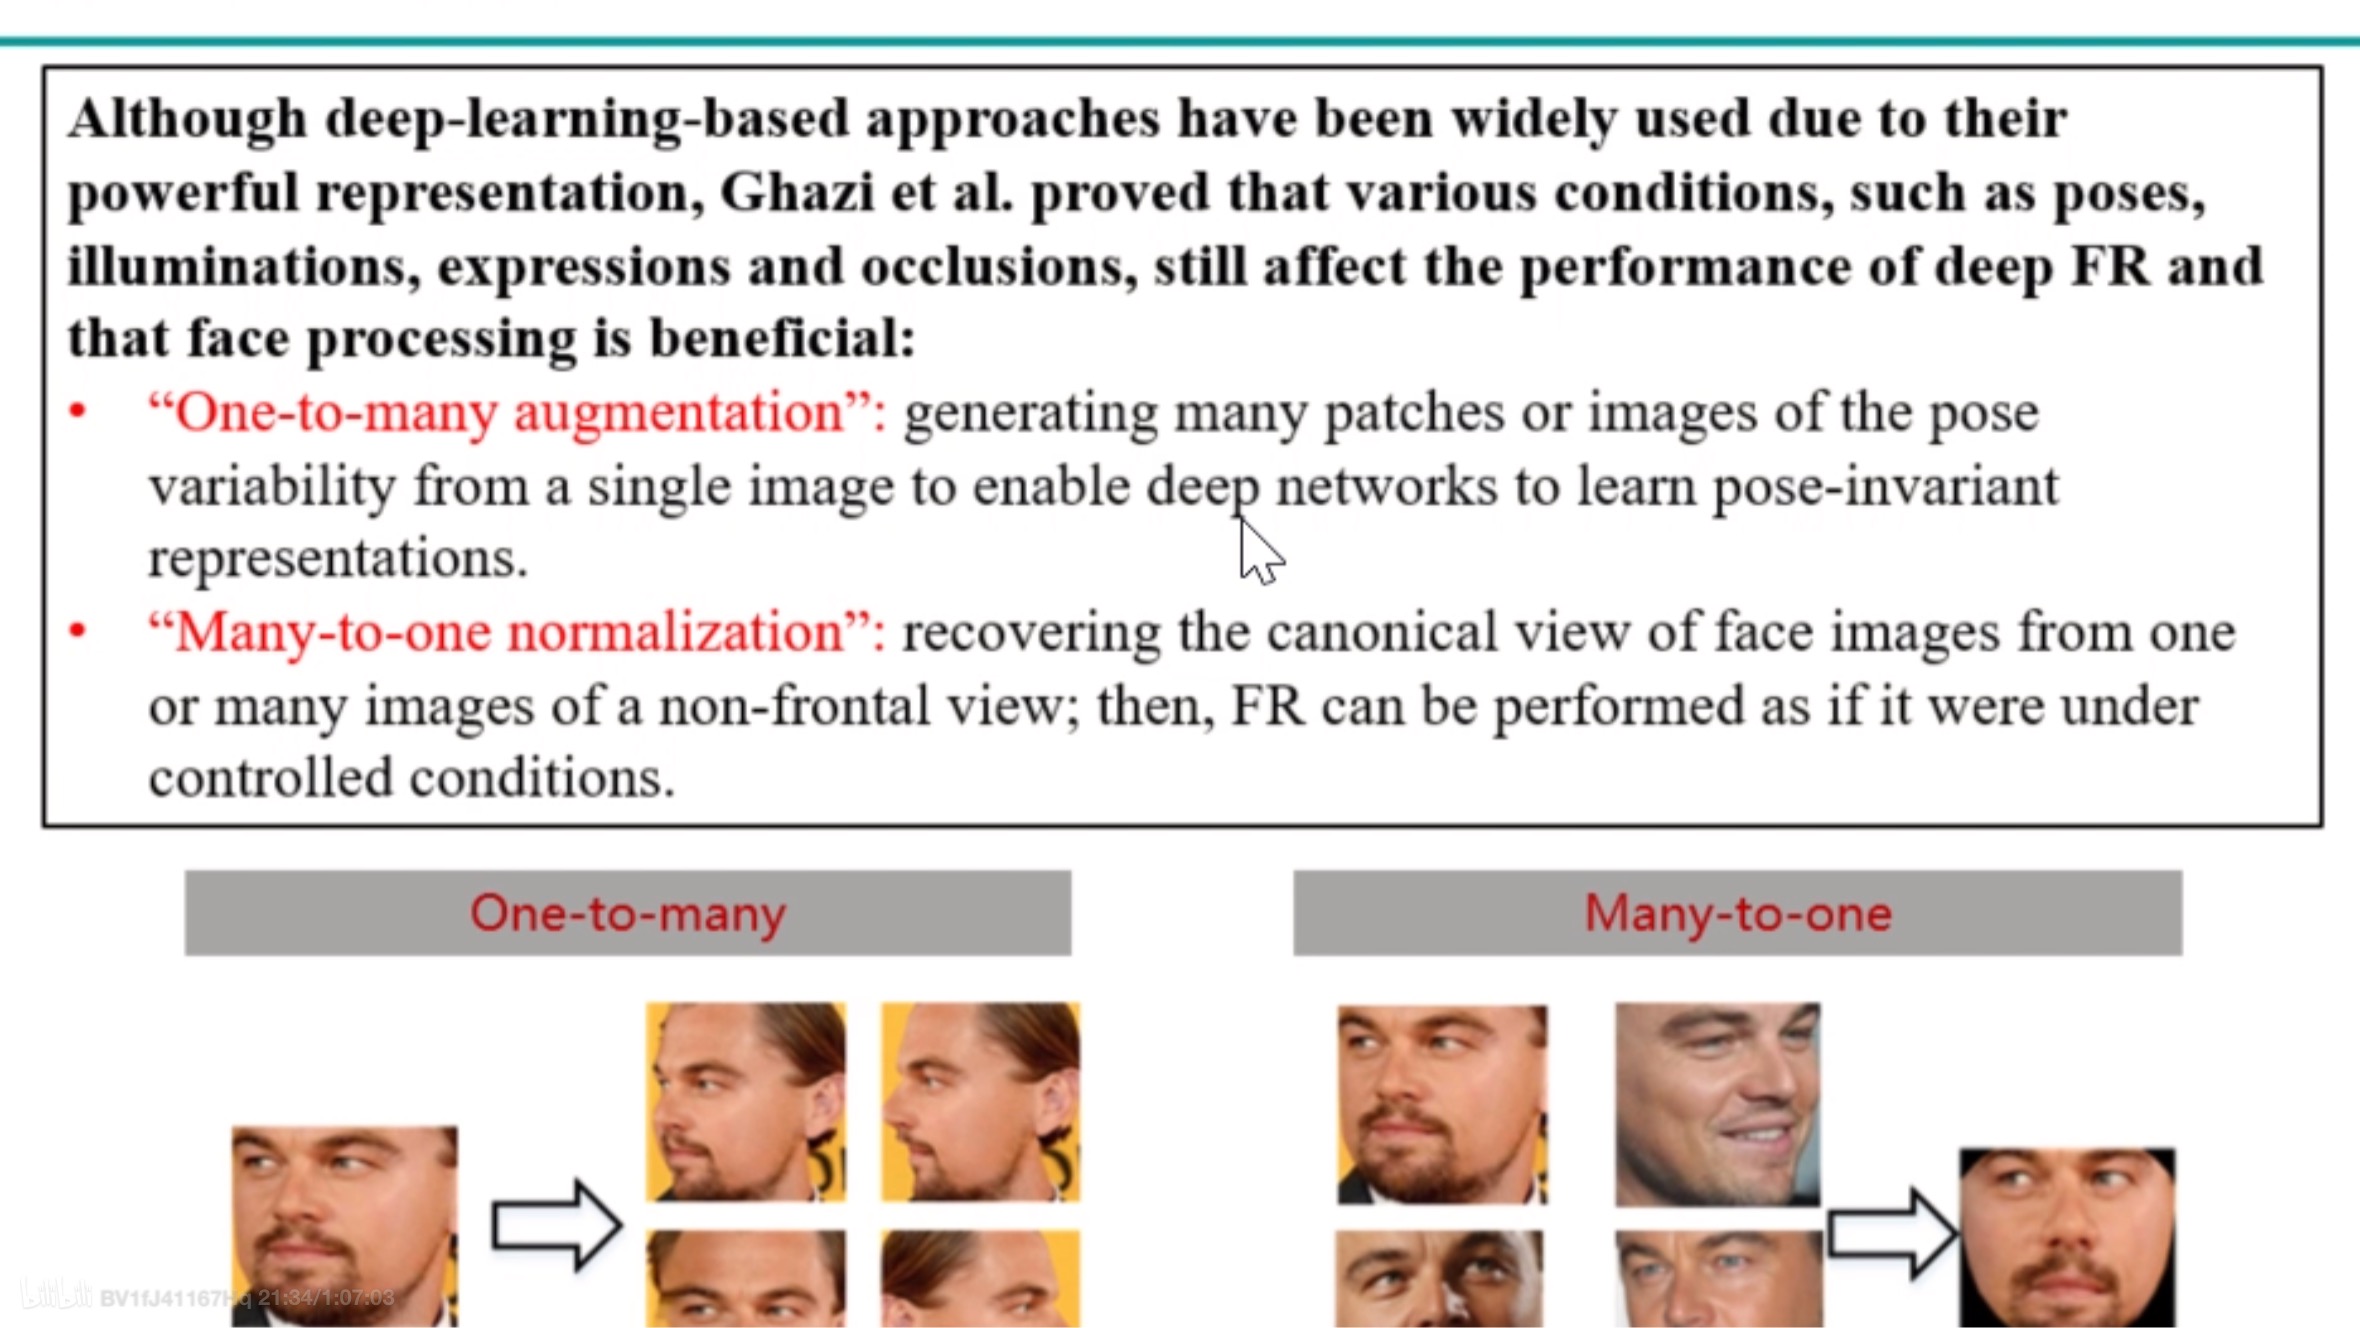 Although deep-learning-based approaches have been widely used due to their
powerful representation, Ghazi et al. proved that various conditions, such as poses,
illuminations, expressions and occlusions, still affect the performance of deep FR and
that face processing is beneficial:
• “One-to-many augmentation”: generating many patches or images of the pose
variability from a single image to enable deep networks to learn pose-invariant
representations.
• “Many-to-one normalization”: recovering the canonical view of face images from one
or many images of a non-frontal view; then, FR can be performed as if it were under
controlled conditions.
One-to-many
Many-to-one
bilibili 21:34/1:07:03